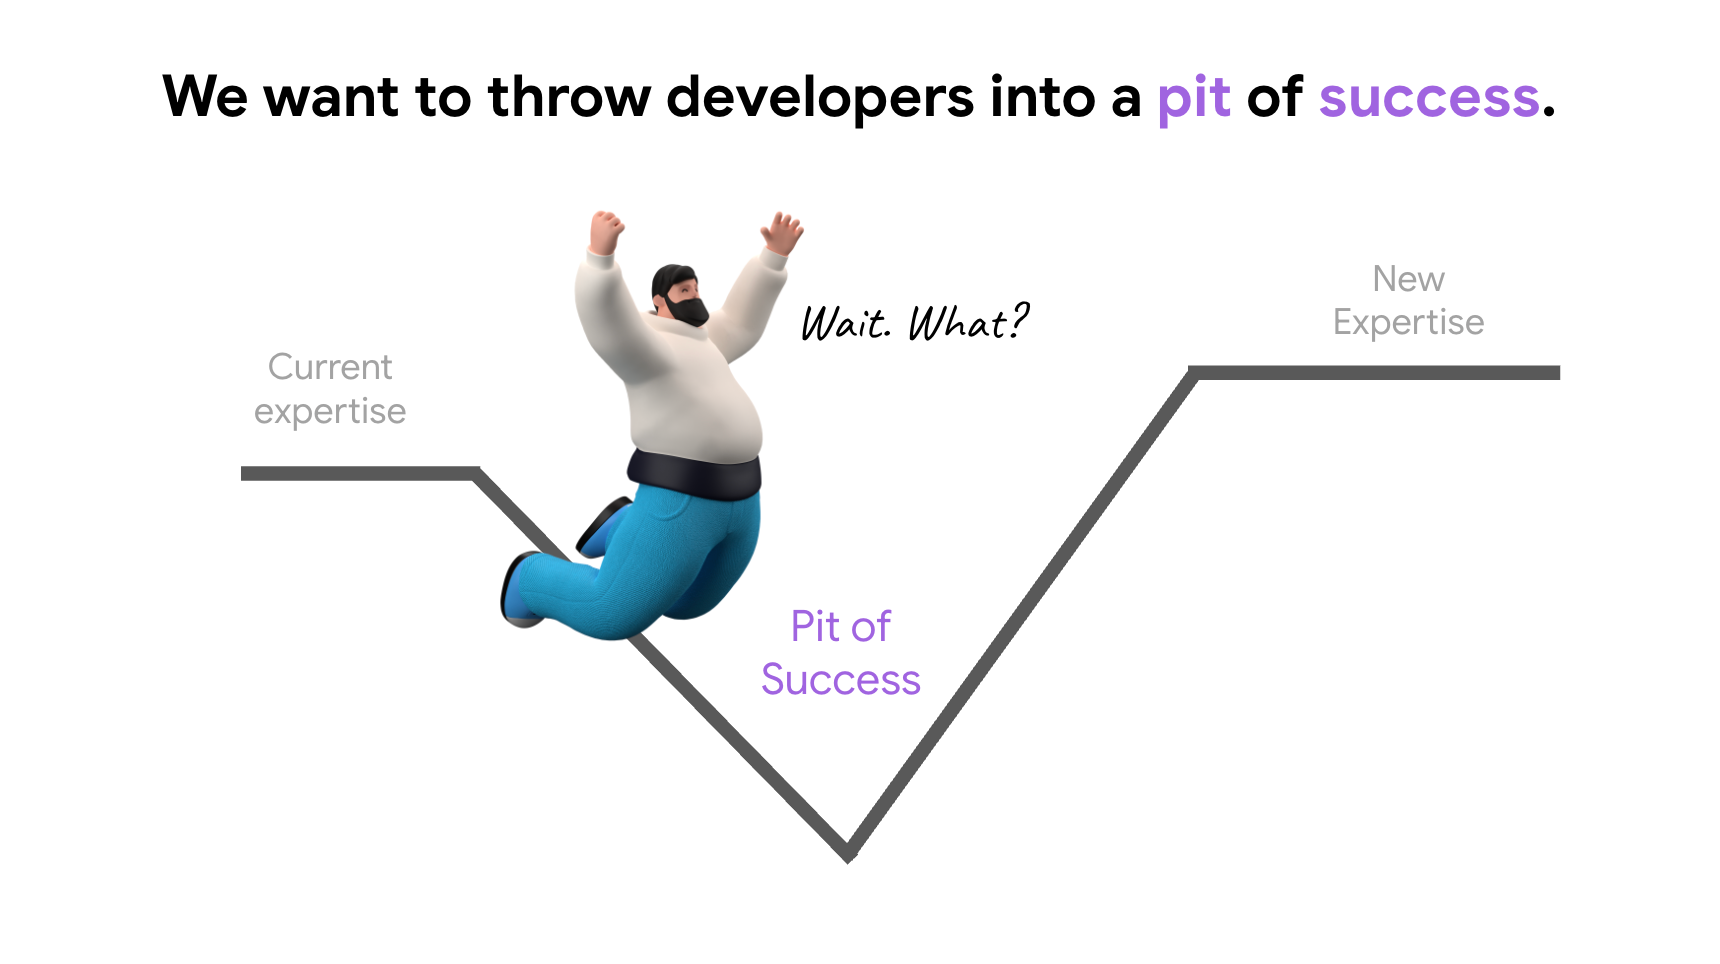 We want to throw developers into a pit of success.
Wait. What?
New
Expertise
Current
expertise
Pit of
Success